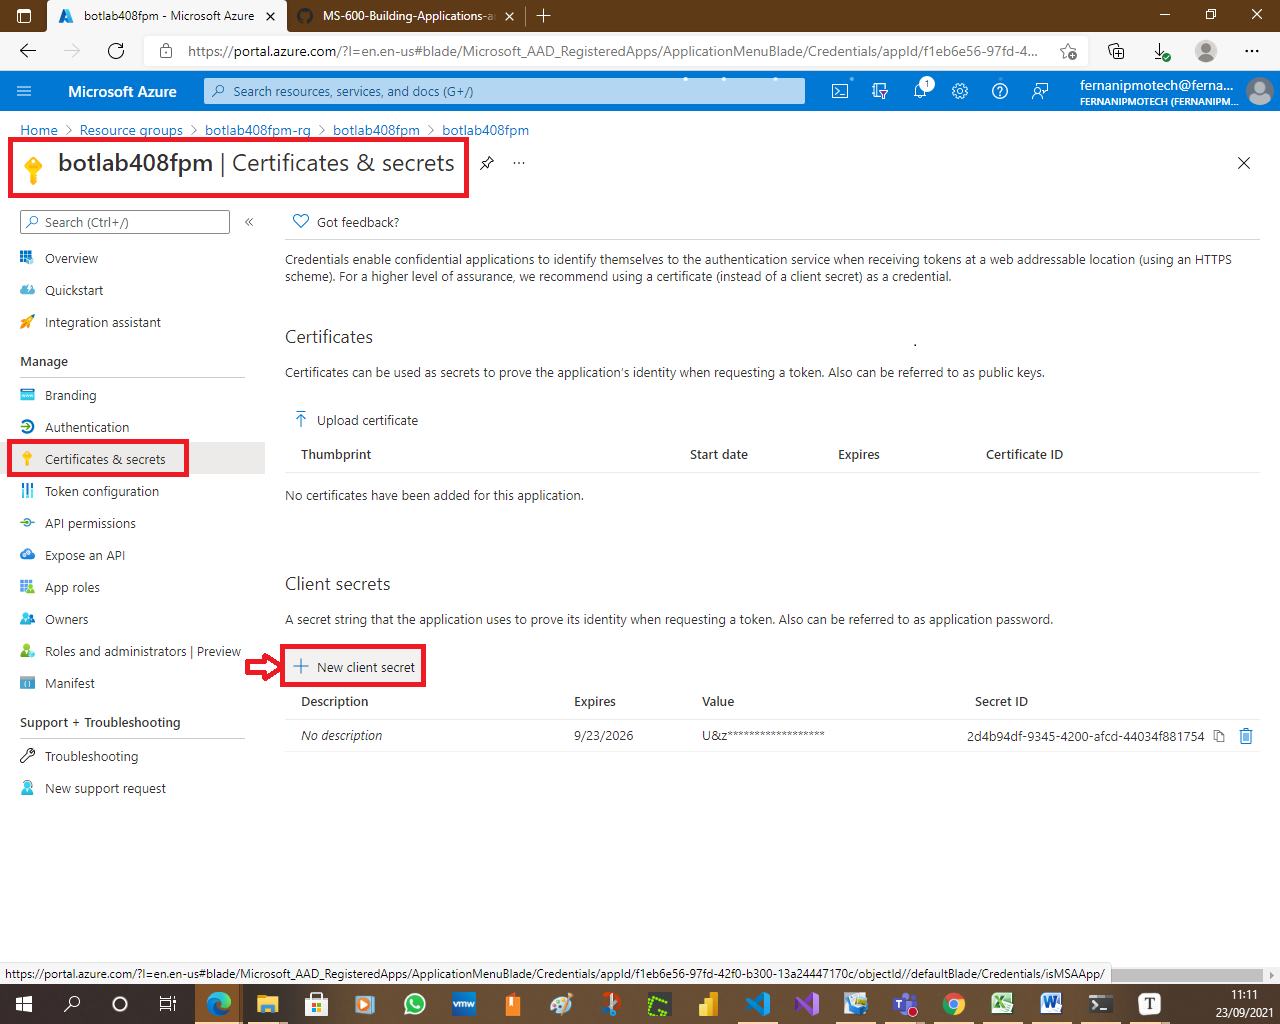 botlab408fpm - Microsoft Azure
MS-600-Building-Applications-a
https://portal.azure.com/?l=en.en-us#blade/Microsoft_AAD_RegisteredApps/ApplicationMenuBlade/Credentials/appId/f1eb6e56-97fd-4...
Microsoft Azure
Search resources, services, and docs (G+/)
1
fernanipmotech@ferna...
FERNANIPMOTECH (FERNANIPM...
Home > Resource groups > botlab408fpm-rg > botlab408fpm > botlab408fpm
botlab408fpm | Certificates & secrets
Search (Ctrl+/)
Got feedback?
Overview
Quickstart
Integration assistant
Manage
Branding
Authentication
Certificates & secrets
Token configuration
API permissions
Expose an API
App roles
Owners
Roles and administrators | Preview
Manifest
Support + Troubleshooting
Troubleshooting
New support request
Credentials enable confidential applications to identify themselves to the authentication service when receiving tokens at a web addressable location (using an HTTPS
scheme). For a higher level of assurance, we recommend using a certificate (instead of a client secret) as a credential.
Certificates
Certificates can be used as secrets to prove the application's identity when requesting a token. Also can be referred to as public keys.
Upload certificate
Thumbprint Start date Expires Certificate ID
No certificates have been added for this application.
Client secrets
A secret string that the application uses to prove its identity when requesting a token. Also can be referred to as application password.
New client secret
Description Expires Value Secret ID
No description 9/23/2026 U&z****************** 2d4b94df-9345-4200-afcd-44034f881754
https://portal.azure.com/?l=en.en-us#blade/Microsoft_AAD_RegisteredApps/ApplicationMenuBlade/Credentials/appId/f1eb6e56-97fd-42f0-b300-13a24447170c/objectId//defaultBlade/Credentials/isMSAApp/
vmw
T
11:11
23/09/2021